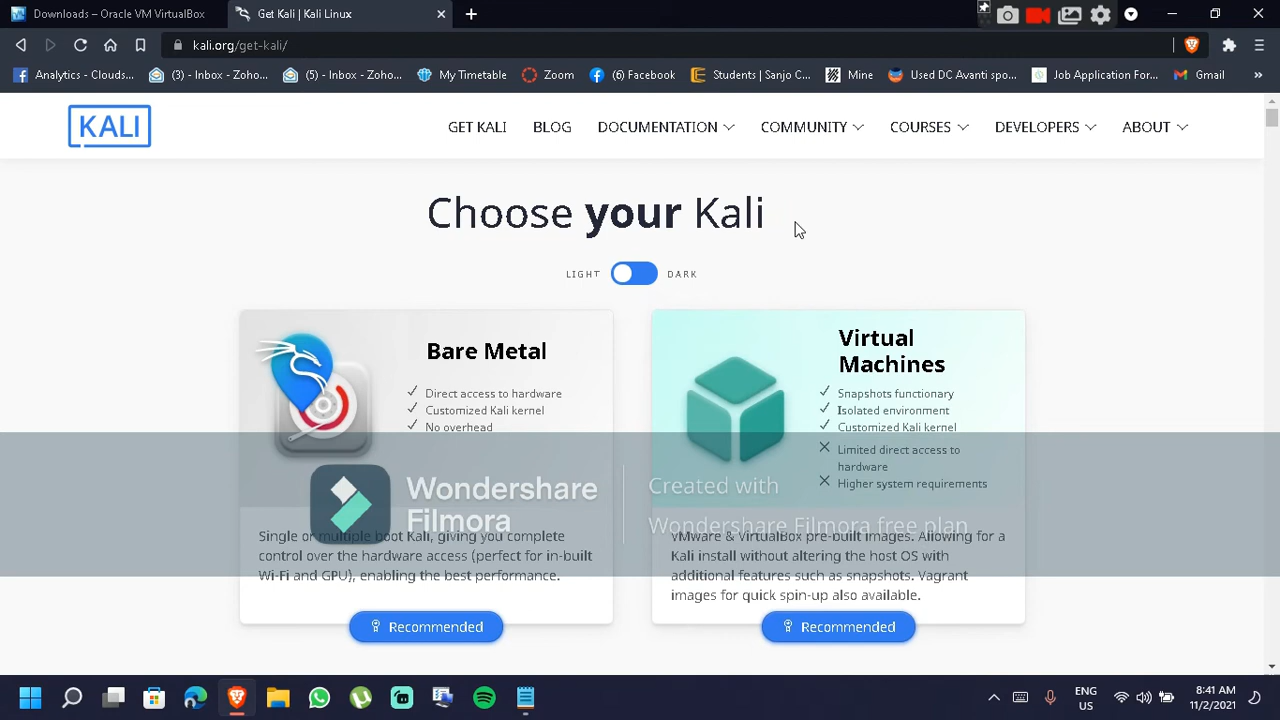 Downloads – Oracle VM VirtualBox
Get Kali | Kali Linux
kali.org/get-kali/
Analytics - Clouds...
(3) - Inbox - Zoho...
(5) - Inbox - Zoho...
My Timetable
Zoom
(6) Facebook
Students | Sanjo C...
Mine
Used DC Avanti spo...
Job Application For...
Gmail
KALI
GET KALI
BLOG
DOCUMENTATION
COMMUNITY
COURSES
DEVELOPERS
ABOUT
Choose your Kali
LIGHT
DARK
Bare Metal
Direct access to hardware
Customized Kali kernel
No overhead
Single or multiple boot Kali, giving you complete
control over the hardware access (perfect for in-built
Wi-Fi and GPU), enabling the best performance.
Recommended
Virtual
Machines
Snapshots functionary
Isolated environment
Customized Kali kernel
Limited direct access to
hardware
Higher system requirements
VMware & VirtualBox pre-built images. Allowing for a
Kali install without altering the host OS with
additional features such as snapshots. Vagrant
images for quick spin-up also available.
Recommended
Wondershare
Filmora
Created with
Wondershare Filmora free plan
ENG
US
8:41 AM
11/2/2021